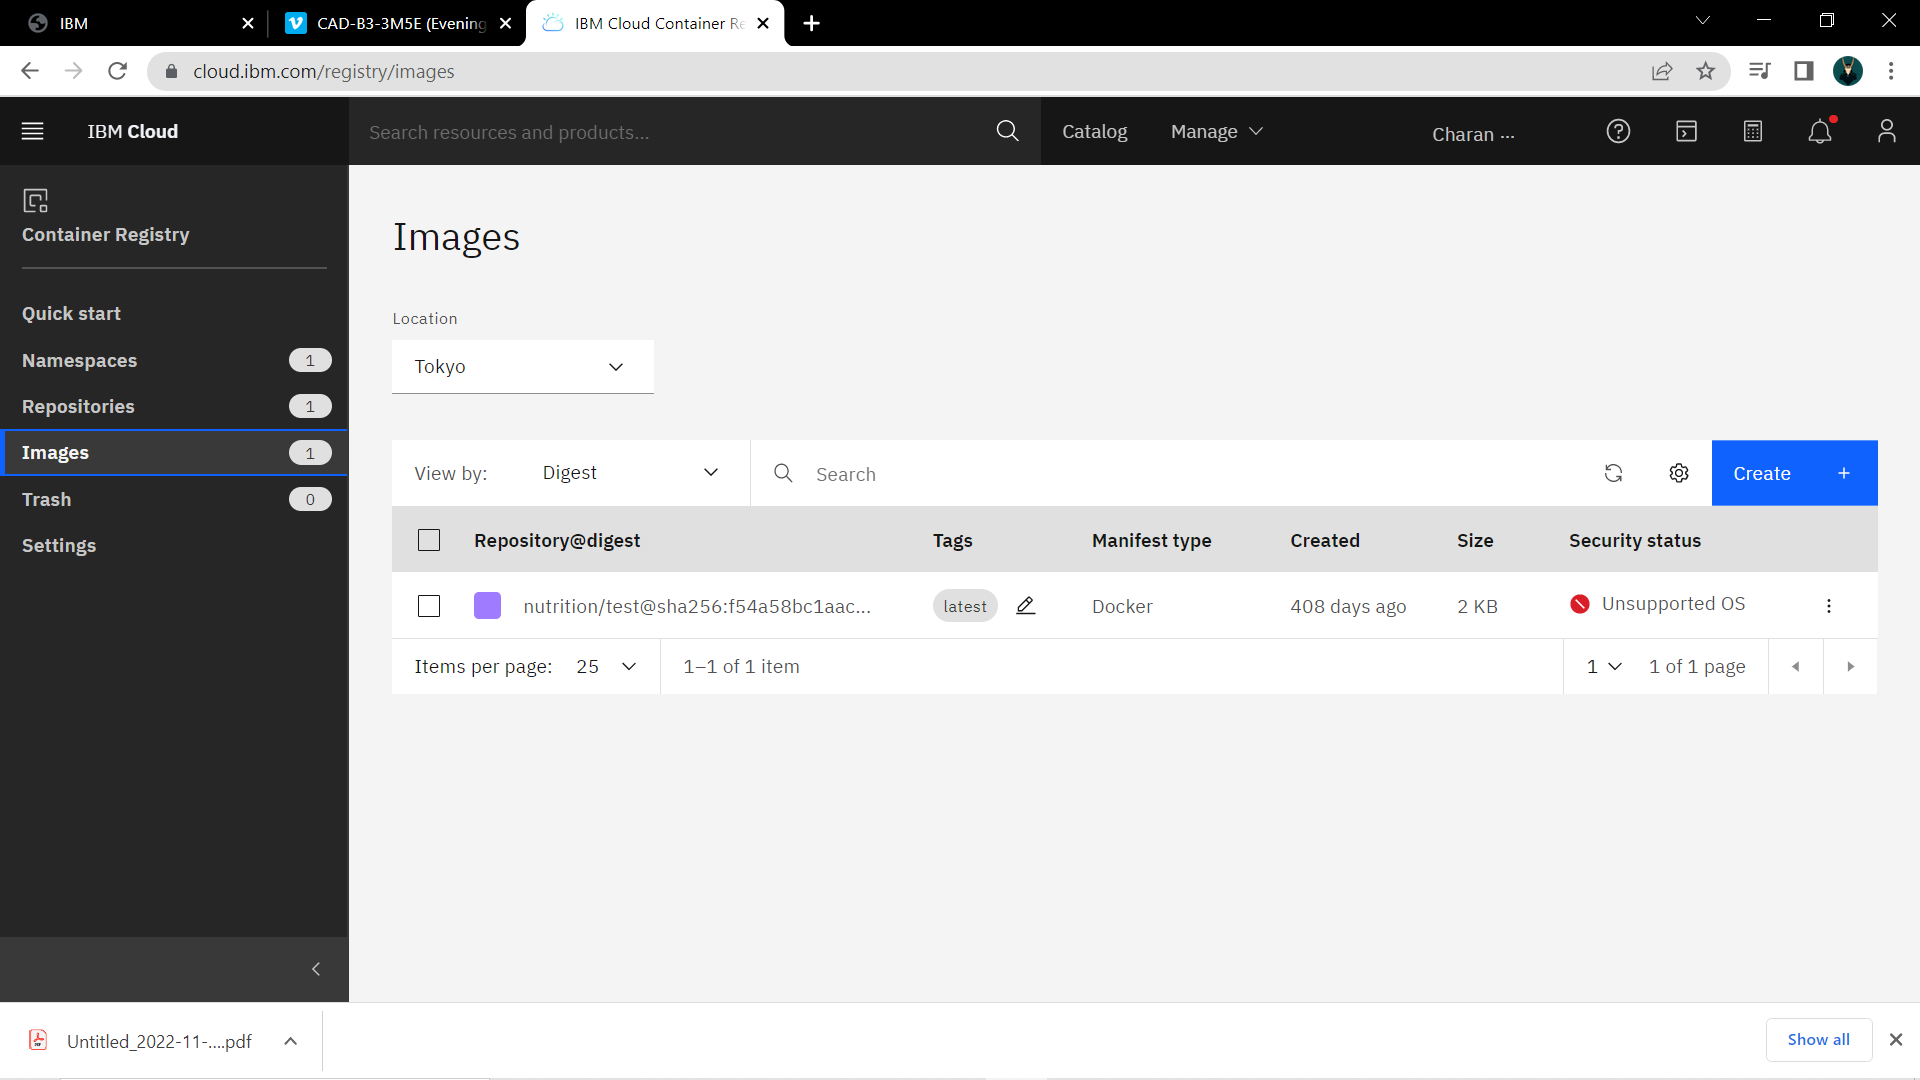 IBM
CAD-B3-3M5E (Evening
IBM Cloud Container Re
cloud.ibm.com/registry/images
IBM Cloud
Search resources and products...
Catalog
Manage
Charan ...
Container Registry
Quick start
Namespaces 1
Repositories 1
Images 1
Trash 0
Settings
Images
Location
Tokyo
View by: Digest
Search
Create +
Repository@digest Tags Manifest type Created Size Security status
nutrition/test@sha256:f54a58bc1aac... latest Docker 408 days ago 2 KB Unsupported OS
Items per page: 25 1–1 of 1 item 1 1 of 1 page
Untitled_2022-11-....pdf
Show all